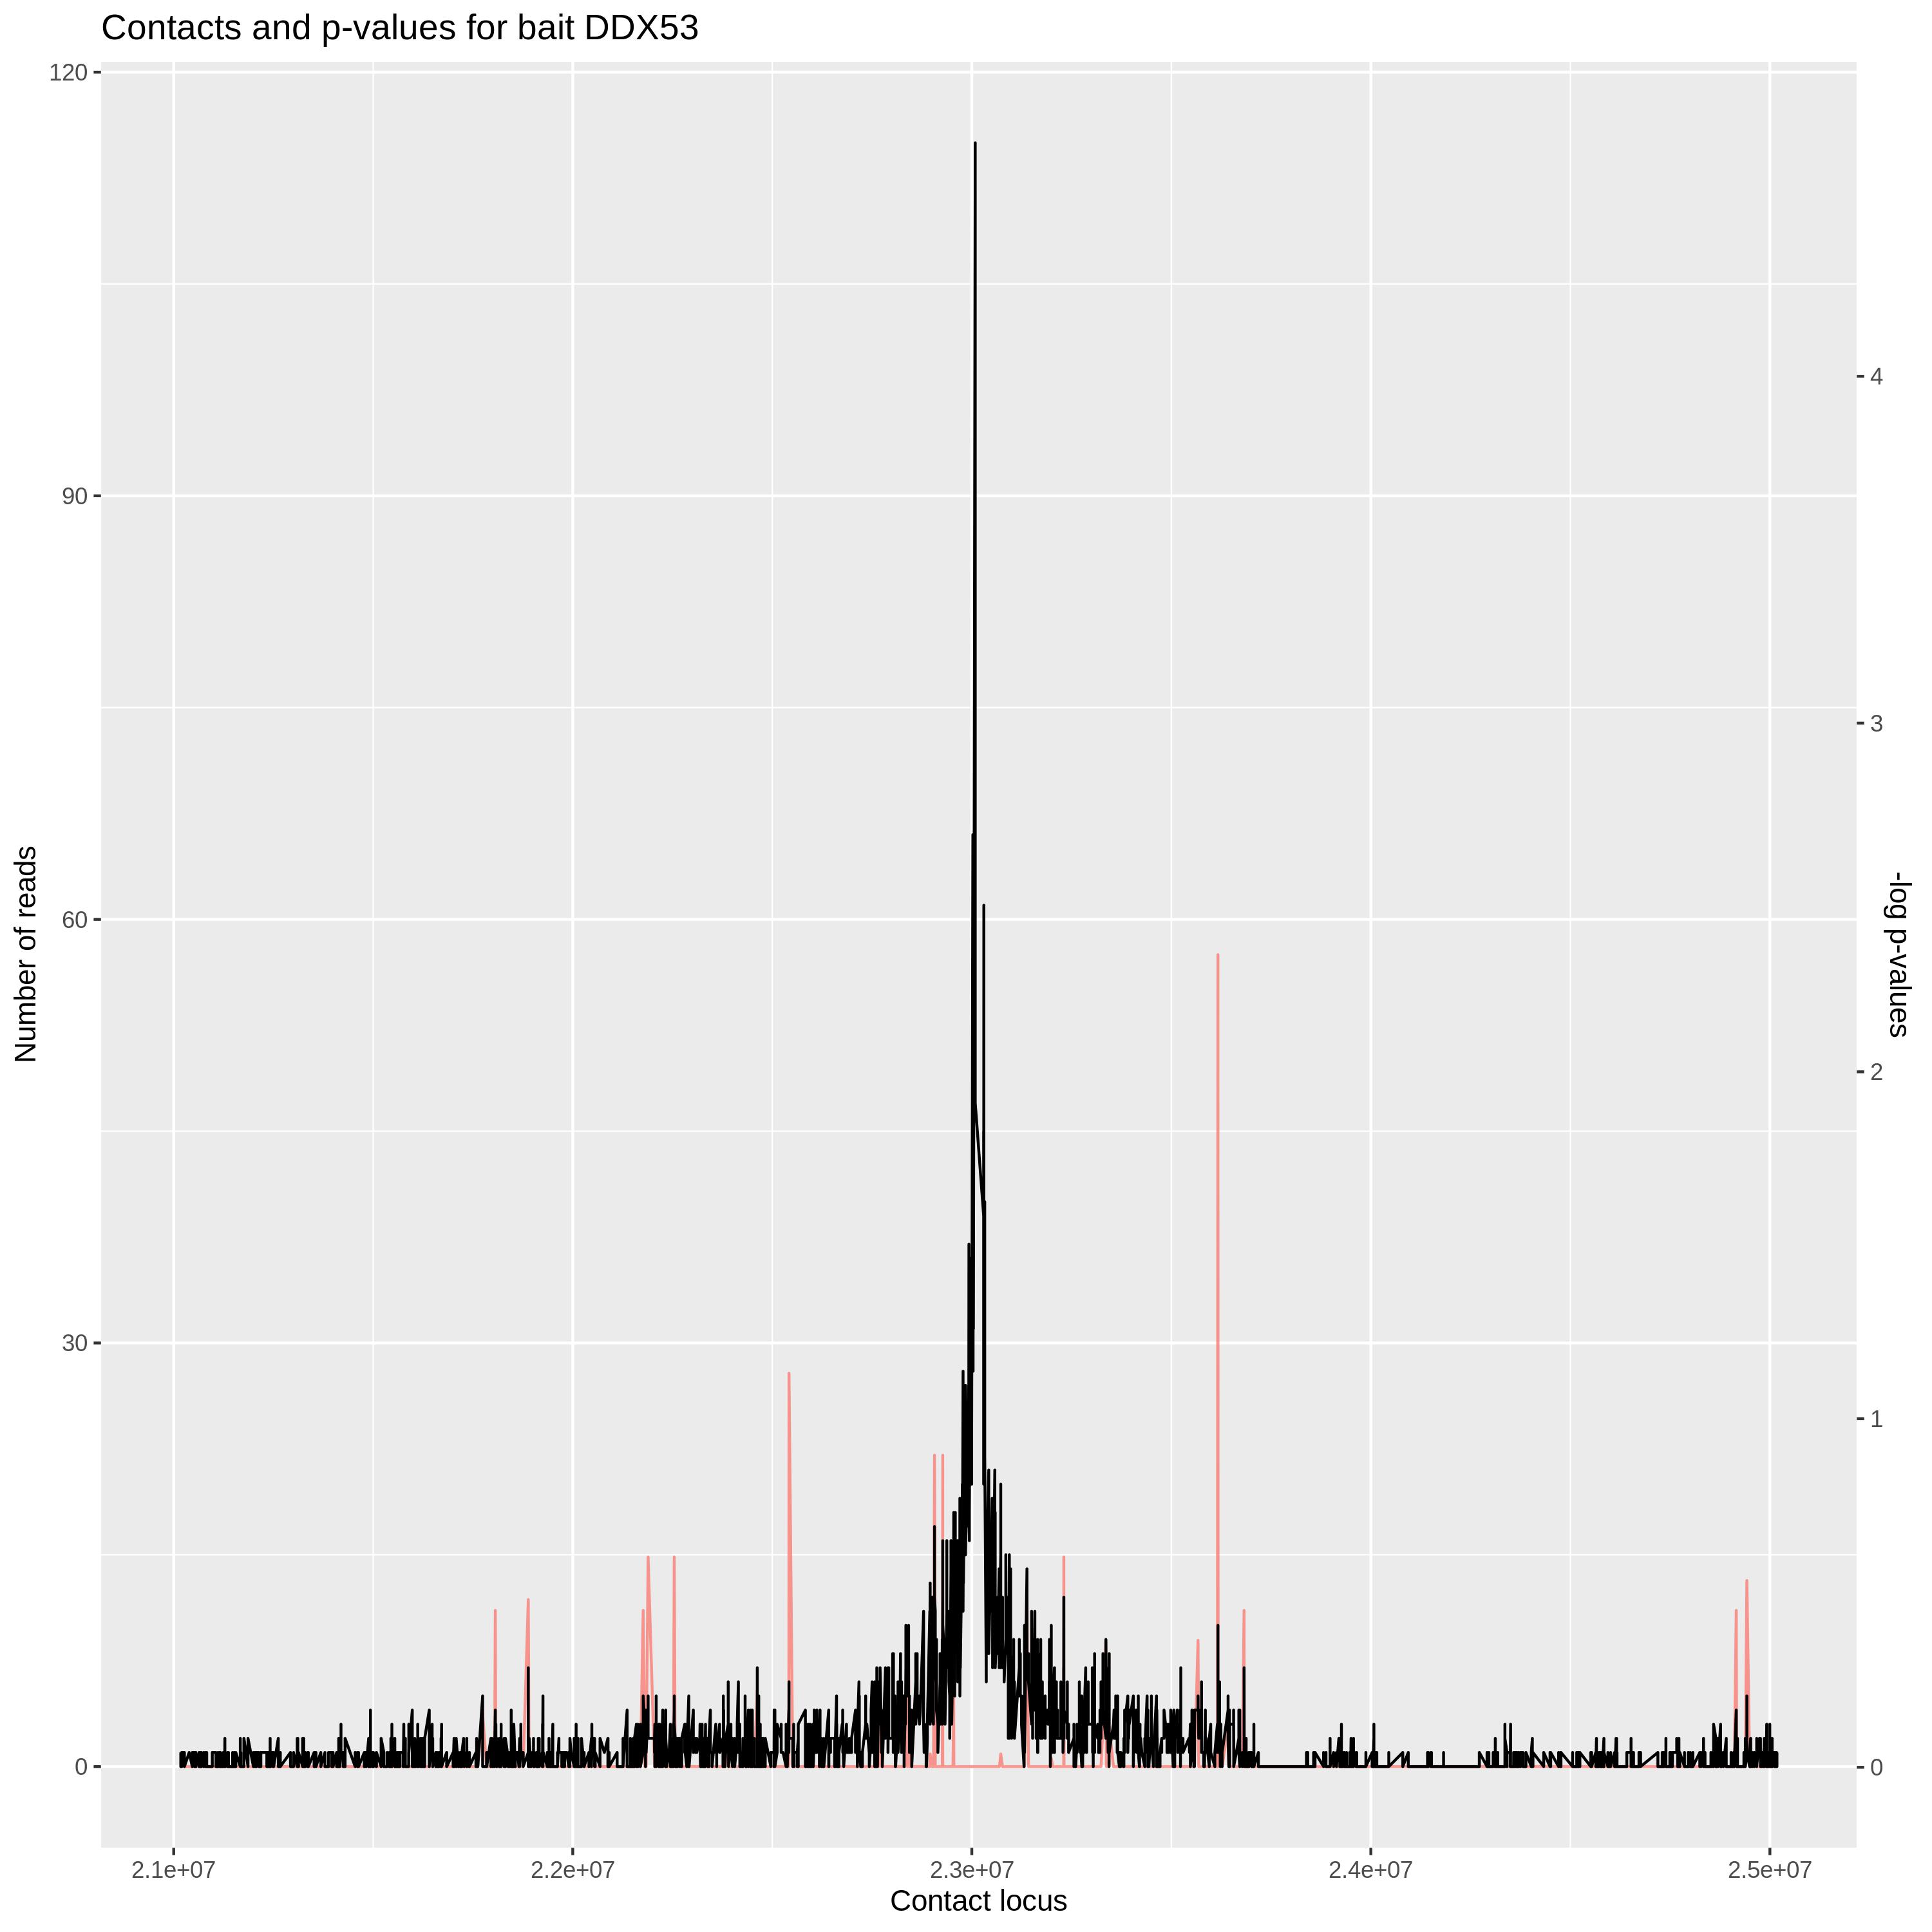 Contacts and p-values for bait DDX53
120
90
60
30
0
Number of reads
4
3
2
1
0
-log p-values
2.1e+07
2.2e+07
2.3e+07
2.4e+07
2.5e+07
Contact locus